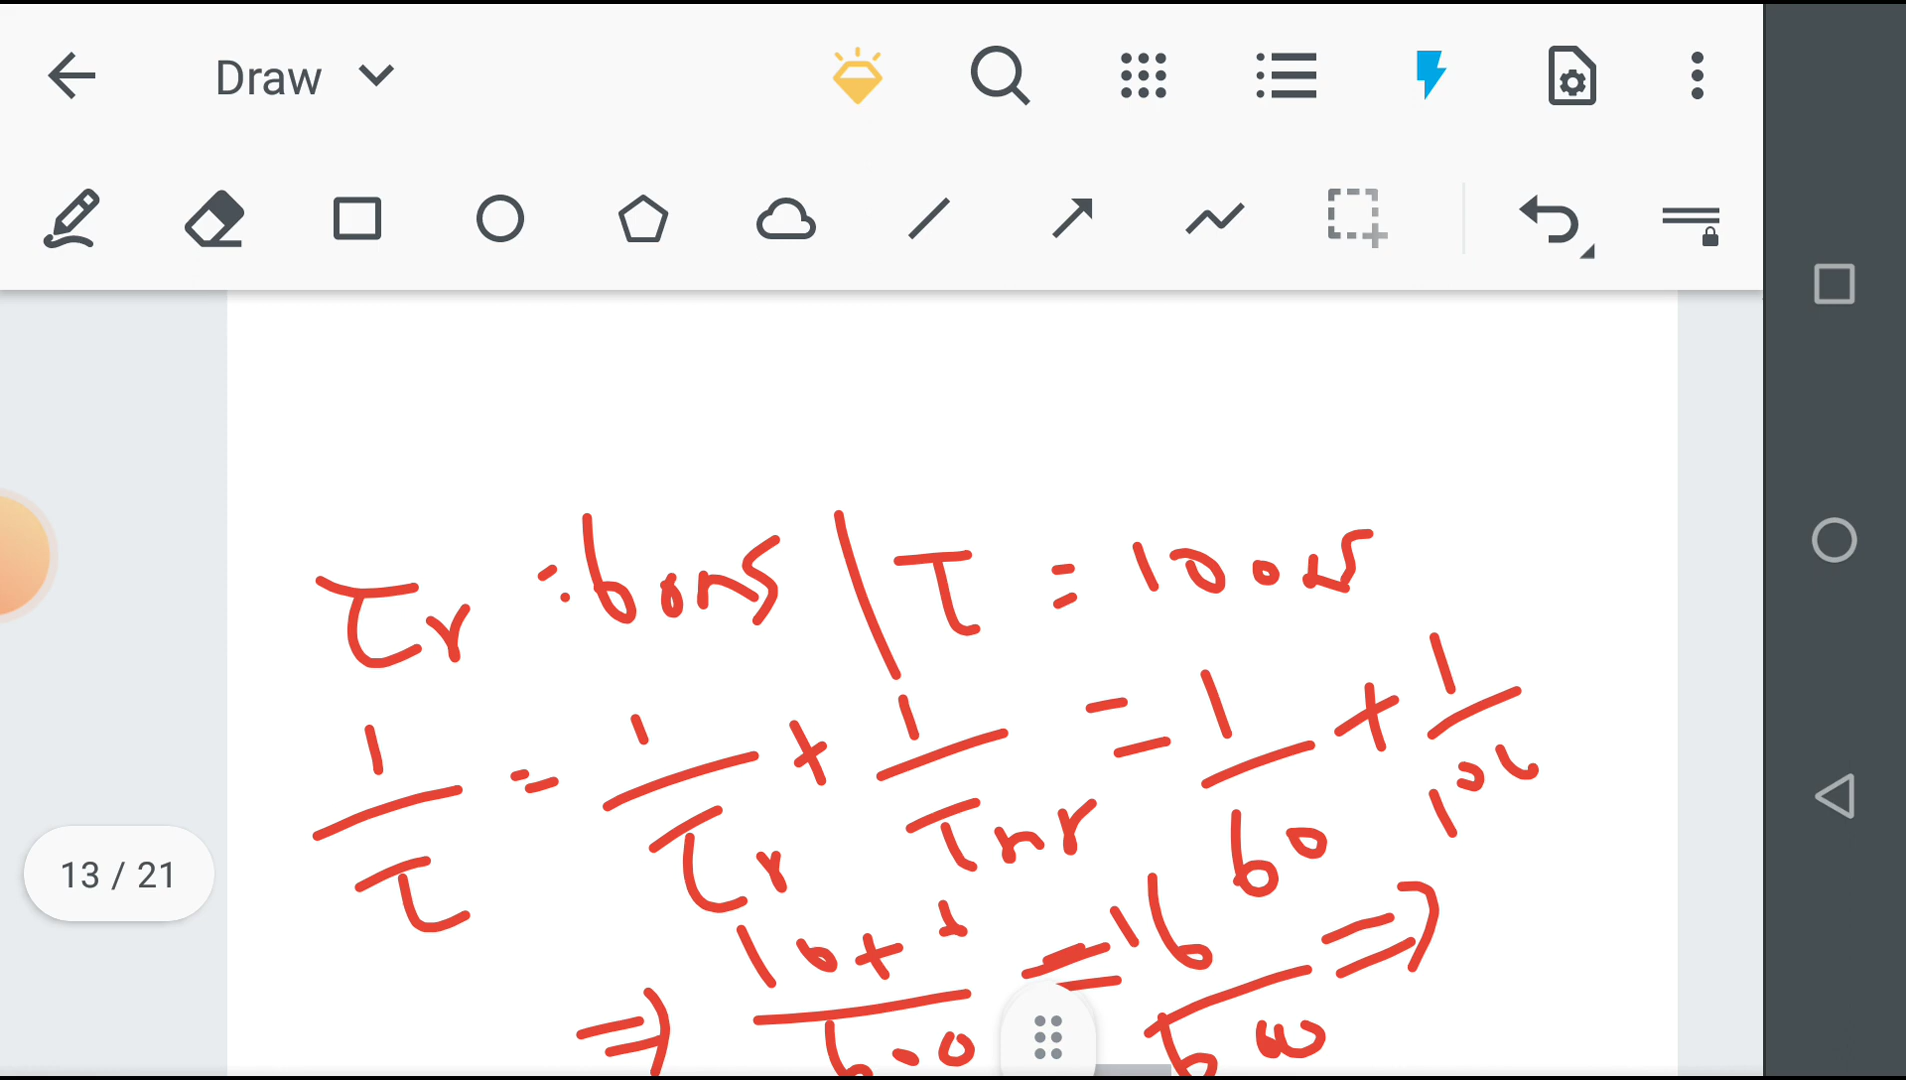 Draw
τr = 60ns | τ = 100ns
1/τ = 1/τr + 1/τnr = 1/60 + 1/100
⇒ 10+6/600 = 16/600 ⇒
13 / 21